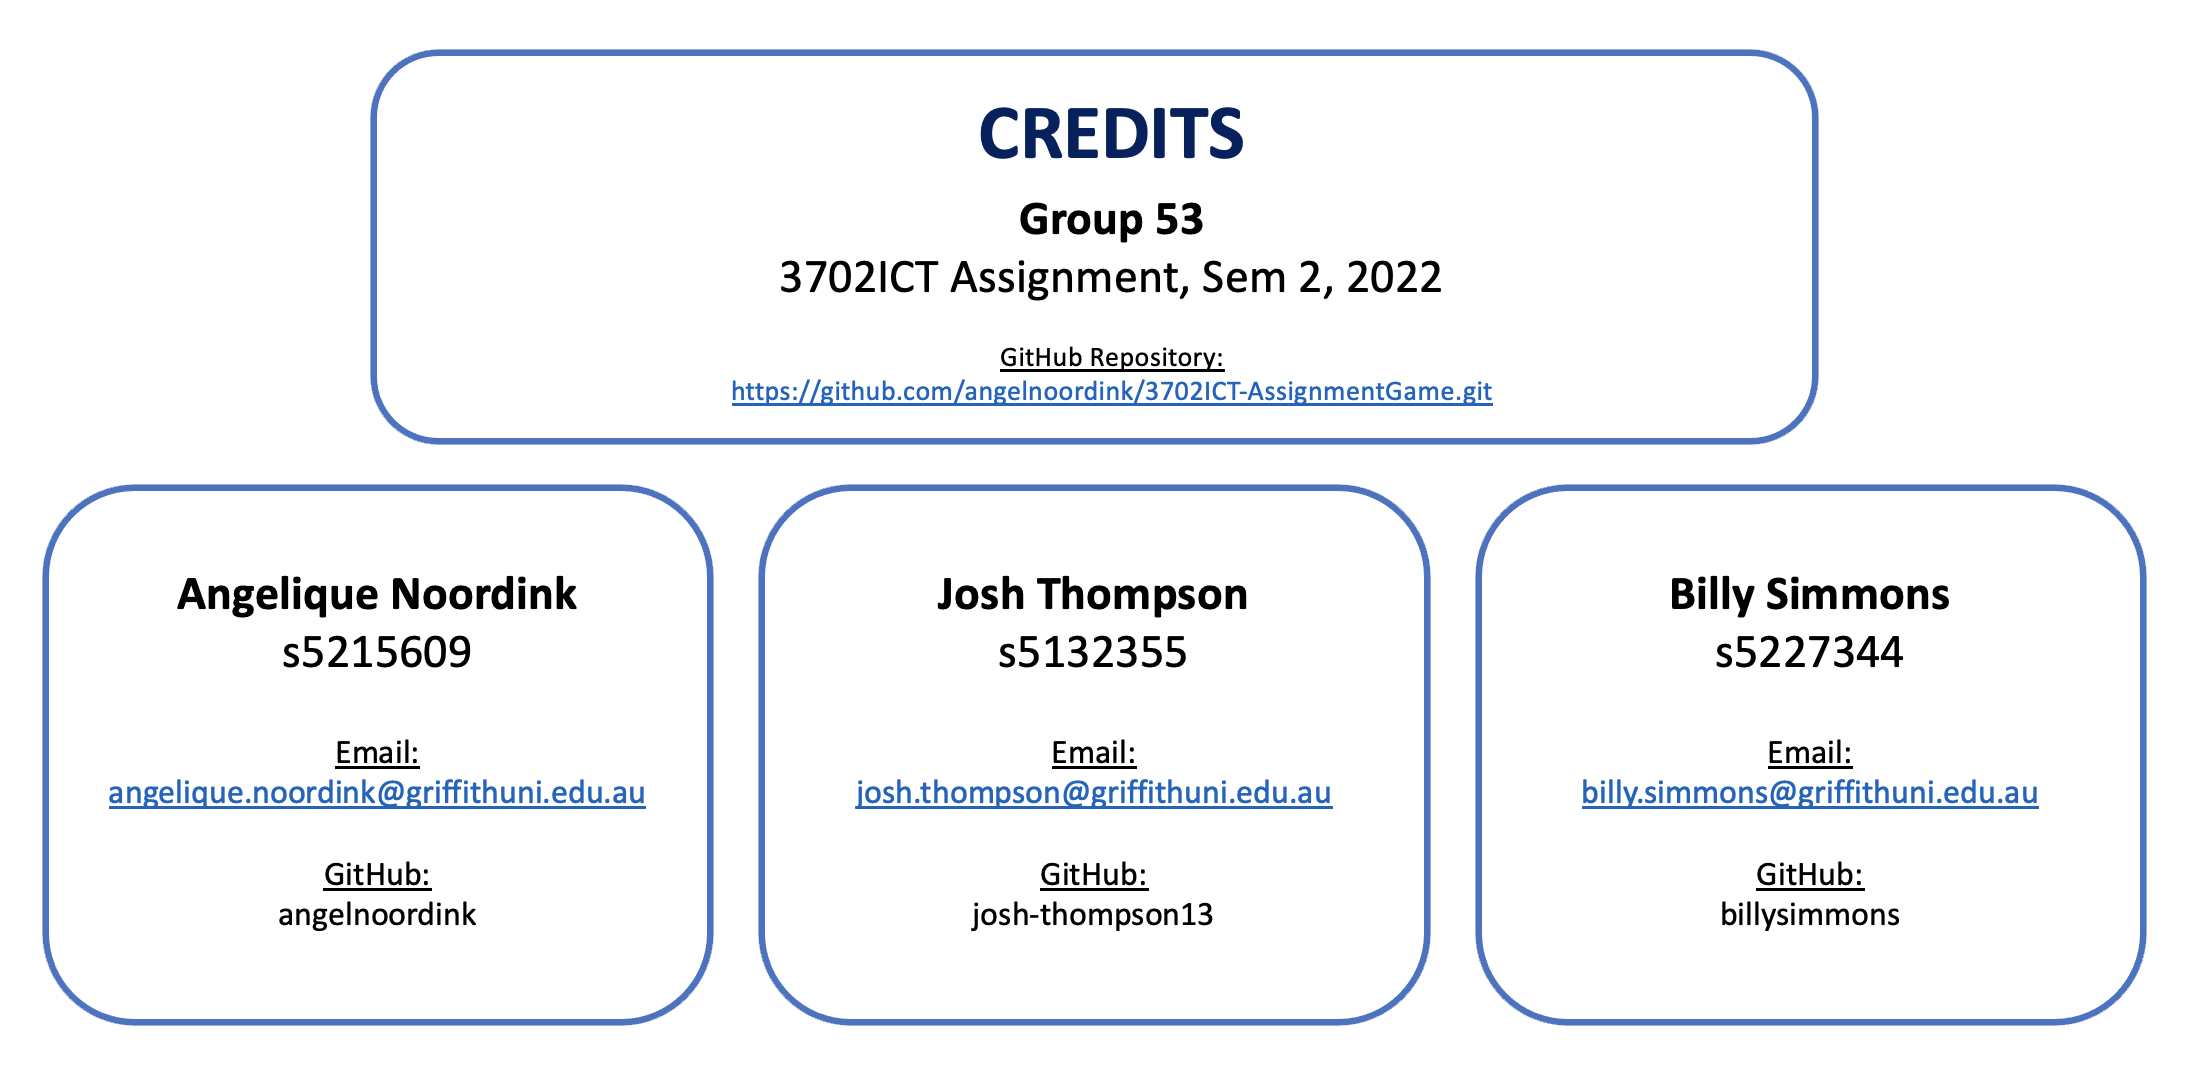 CREDITS
Group 53
3702ICT Assignment, Sem 2, 2022
GitHub Repository:
https://github.com/angelnoordink/3702ICT-AssignmentGame.git
Angelique Noordink
s5215609
Email:
angelique.noordink@griffithuni.edu.au
GitHub:
angelnoordink
Josh Thompson
s5132355
Email:
josh.thompson@griffithuni.edu.au
GitHub:
josh-thompson13
Billy Simmons
s5227344
Email:
billy.simmons@griffithuni.edu.au
GitHub:
billysimmons